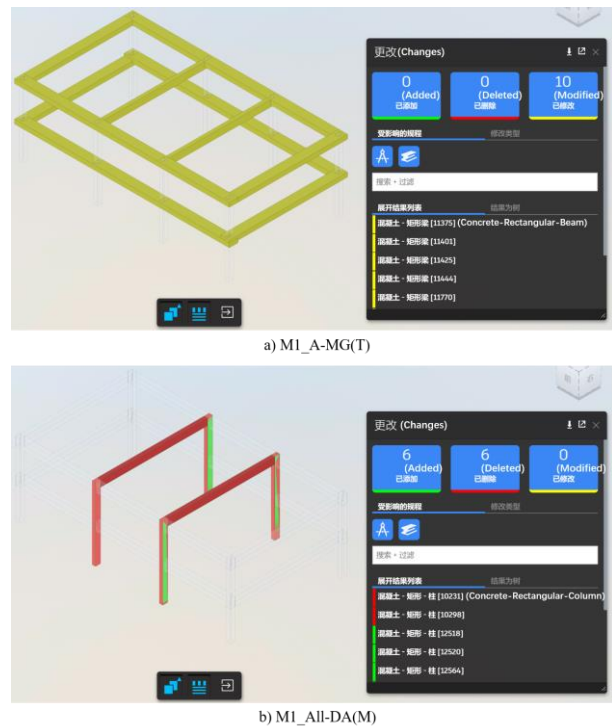 更改(Changes)
0 0 10
(Added) (Deleted) (Modified)
已添加 已删除 已修改
受影响的规程 修改类型
搜索 + 过滤
展开结果列表 结果为树
混凝土 - 矩形梁 [11375] (Concrete-Rectangular-Beam)
混凝土 - 矩形梁 [11401]
混凝土 - 矩形梁 [11425]
混凝土 - 矩形梁 [11444]
混凝土 - 矩形梁 [11770]
a) M1_A-MG(T)
更改 (Changes)
6 6 0
(Added) (Deleted) (Modified)
已添加 已删除 已修改
受影响的规程 修改类型
搜索 + 过滤
展开结果列表 结果为树
混凝土 - 矩形 - 柱 [10231] (Concrete-Rectangular-Column)
混凝土 - 矩形 - 柱 [10298]
混凝土 - 矩形 - 柱 [12518]
混凝土 - 矩形 - 柱 [12520]
混凝土 - 矩形 - 柱 [12564]
b) M1_All-DA(M)